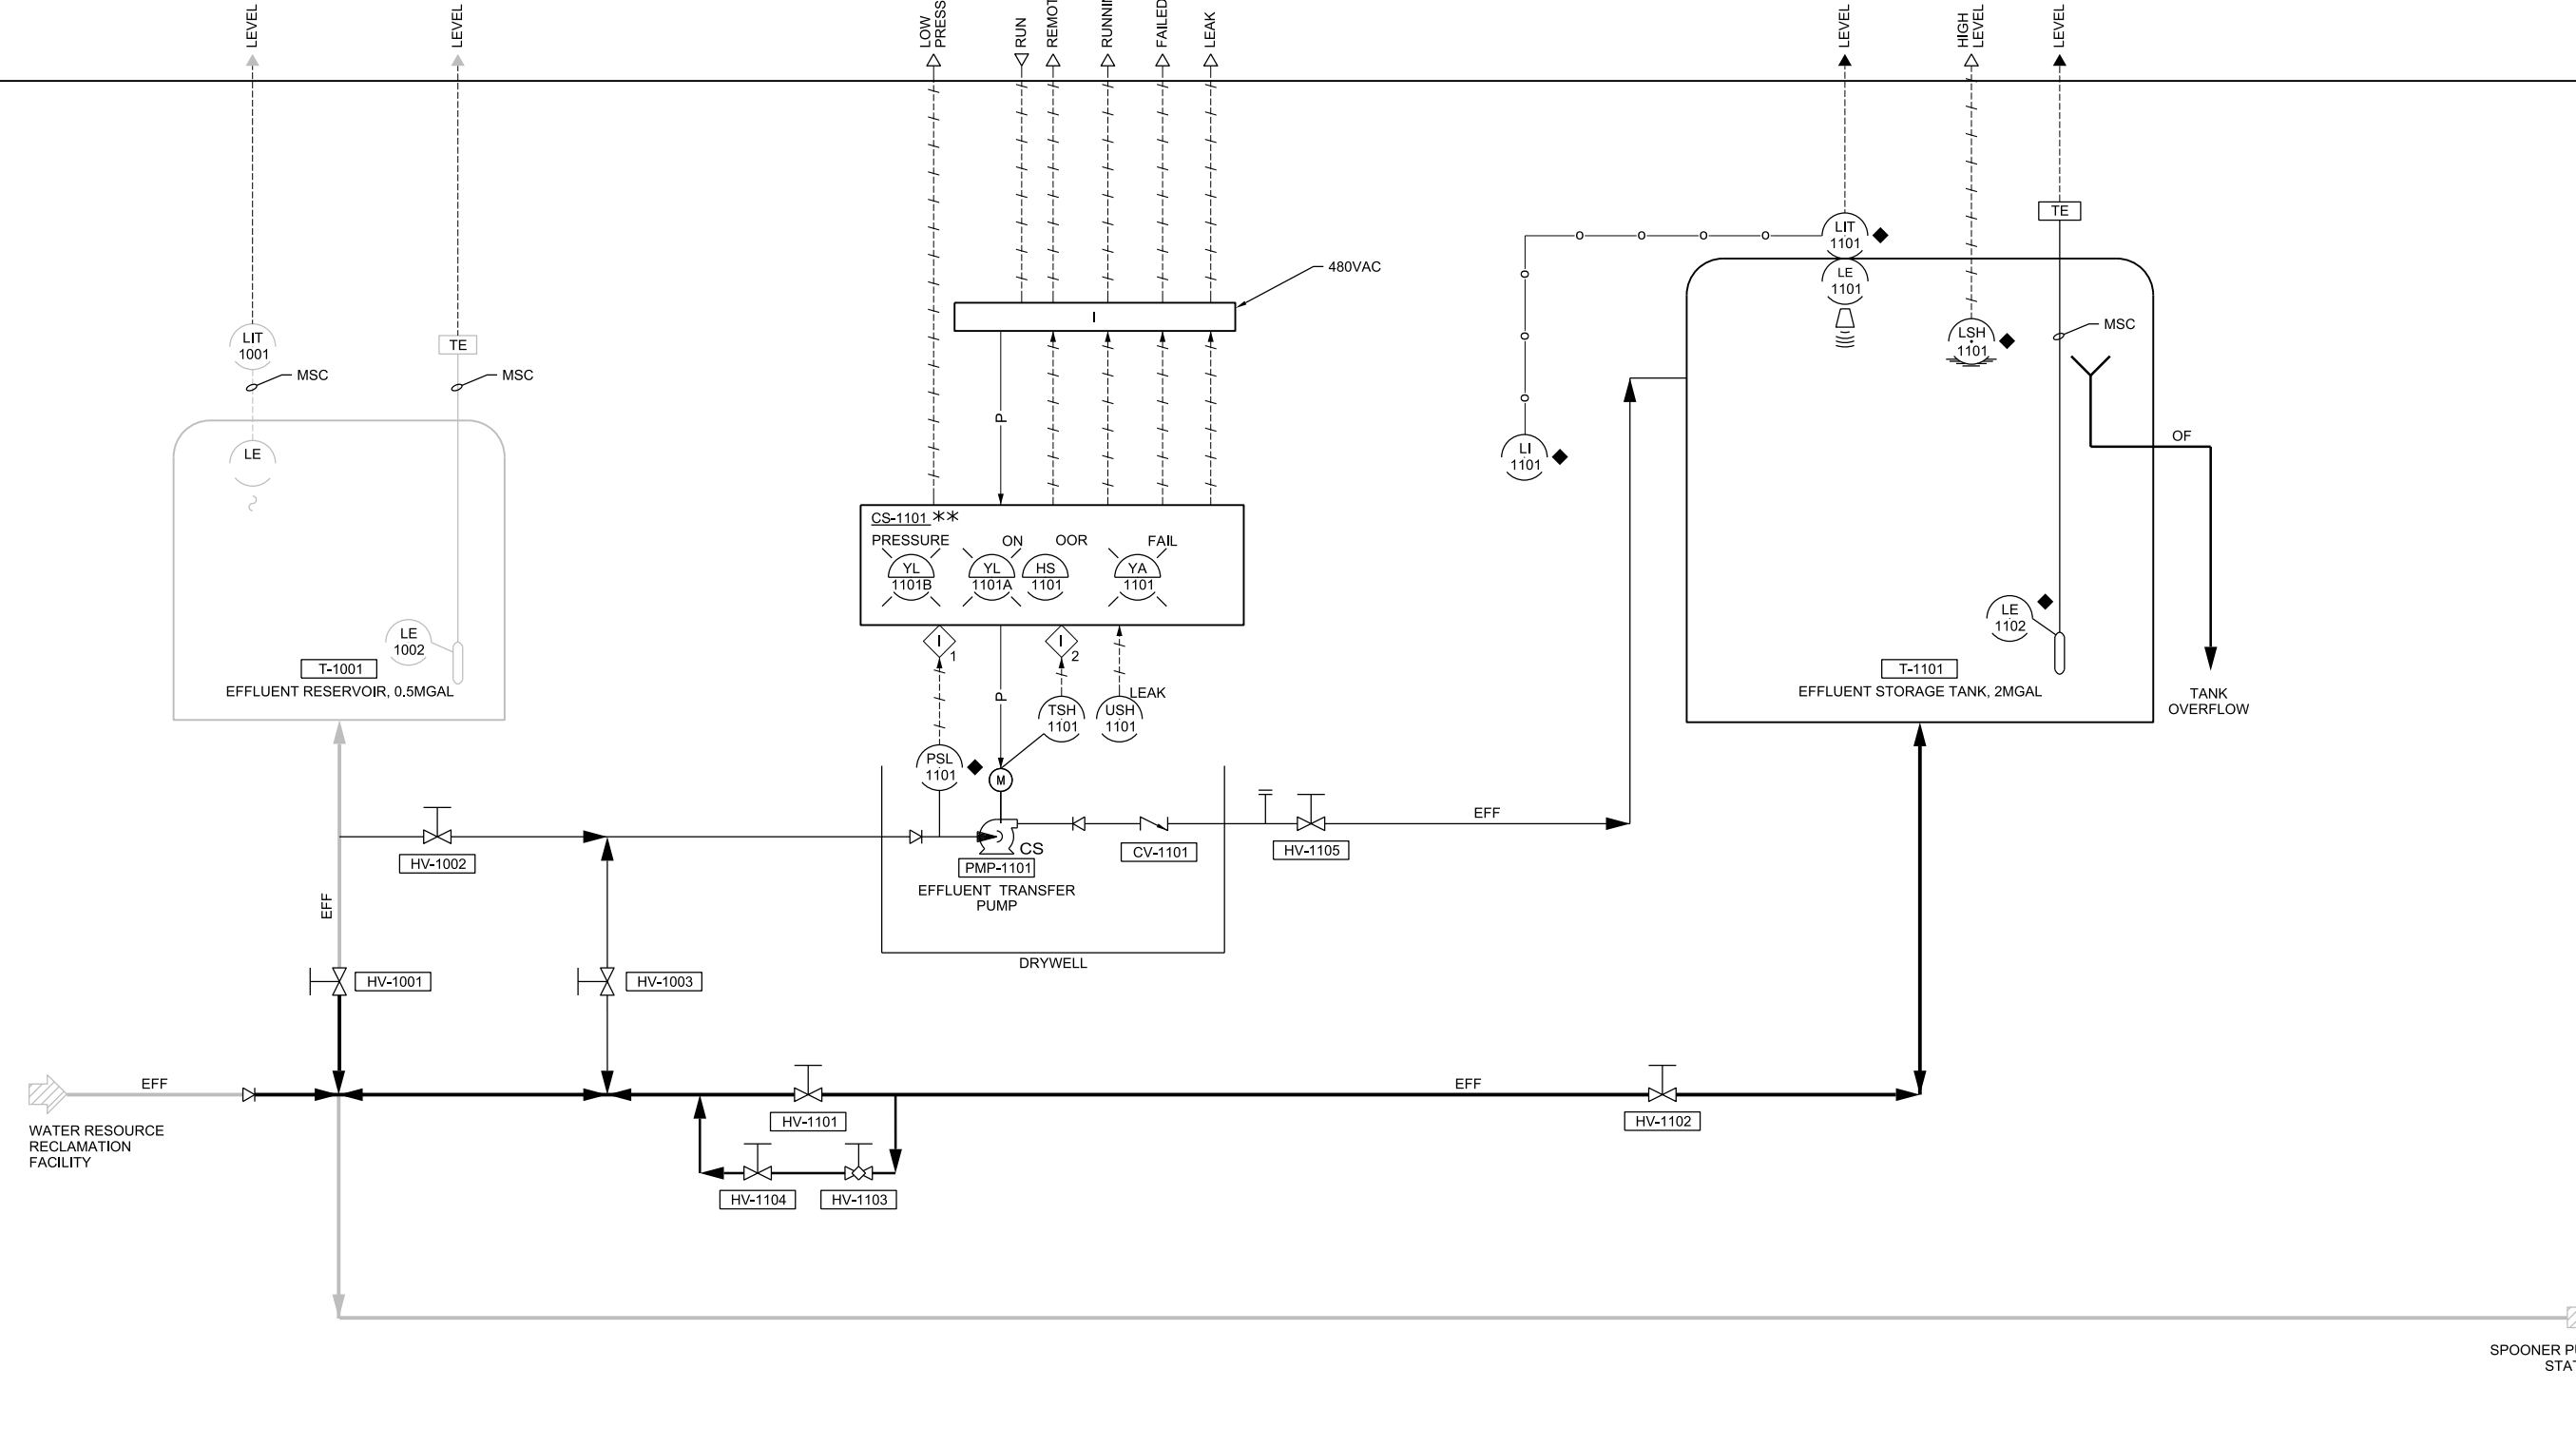 LEVEL
LEVEL
LOW
PRESS
RUN
RUNNIN
FAILED
LEAK
LEVEL
HIGH
LEVEL
LEVEL
TE
LIT
1101
LE
1101
480VAC
I
LIT
1001
TE
MSC
MSC
LSH
1101
MSC
P
LI
1101
OF
LE
CS-1101 **
PRESSURE
ON
OOR
FAIL
YL
1101B
YL
1101A
HS
1101
YA
1101
LE
1002
I
1
I
2
LE
1102
T-1001
EFFLUENT RESERVOIR, 0.5MGAL
T-1101
EFFLUENT STORAGE TANK, 2MGAL
TANK
OVERFLOW
P
TSH
1101
LEAK
USH
1101
PSL
1101
M
CS
HV-1002
PMP-1101
CV-1101
HV-1105
EFF
EFFLUENT TRANSFER
PUMP
EFF
DRYWELL
HV-1001
HV-1003
EFF
EFF
WATER RESOURCE
RECLAMATION
FACILITY
HV-1101
HV-1102
HV-1104
HV-1103
SPOONER